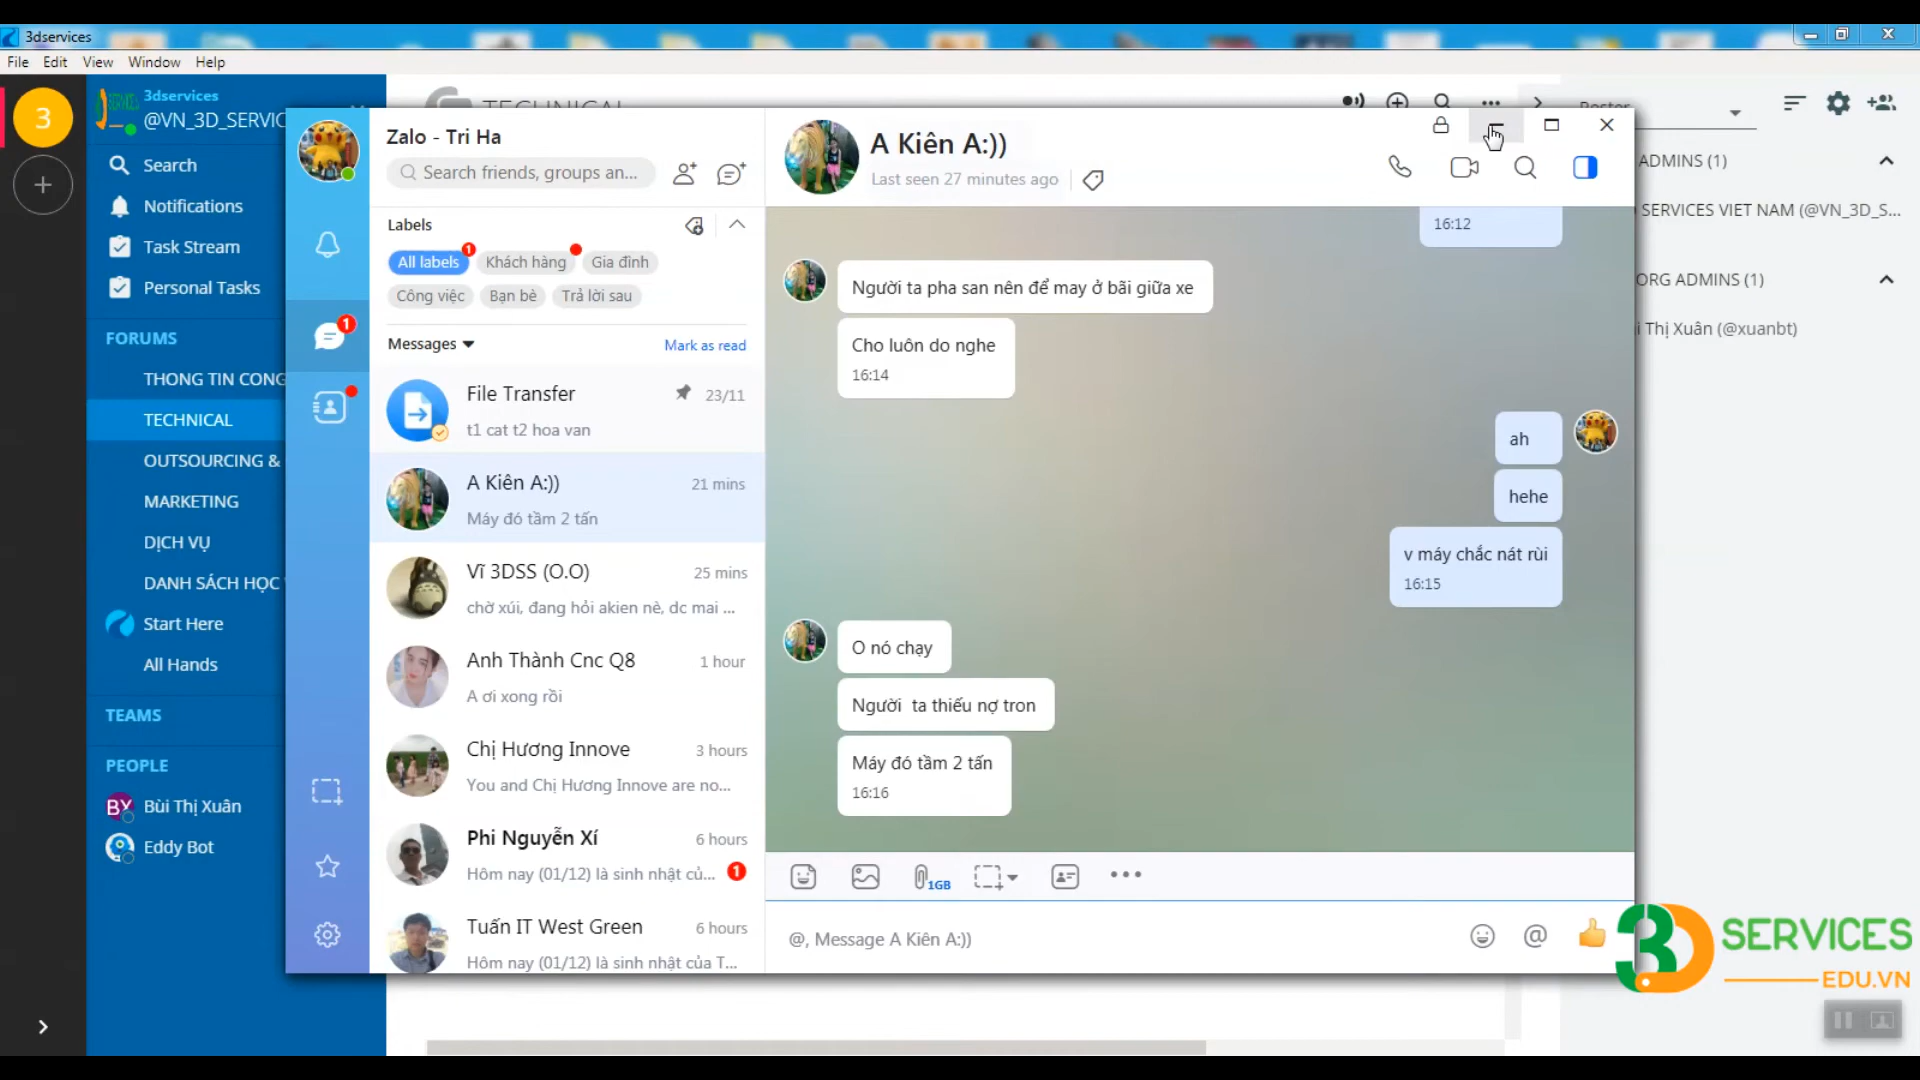 3dservices
File Edit View Window Help
3
3dservices
@VN_3D_SERVIC
Search
Notifications
Task Stream
Personal Tasks
FORUMS
THONG TIN CONG
TECHNICAL
OUTSOURCING &
MARKETING
DỊCH VỤ
DANH SÁCH HỌC
Start Here
All Hands
TEAMS
PEOPLE
BX Bùi Thị Xuân
Eddy Bot
TECHNICAL
Zalo - Tri Ha
Search friends, groups an...
Labels
All labels 1 Khách hàng Gia đình
Công việc Bạn bè Trả lời sau
1
Messages Mark as read
File Transfer 23/11
t1 cat t2 hoa van
A Kiên A:)) 21 mins
Máy đó tầm 2 tấn
Vĩ 3DSS (O.O) 25 mins
chờ xúi, đang hỏi akien nè, dc mai ...
Anh Thành Cnc Q8 1 hour
A ơi xong rồi
Chị Hương Innove 3 hours
You and Chị Hương Innove are no...
Phi Nguyễn Xí 6 hours
Hôm nay (01/12) là sinh nhật củ... 1
Tuấn IT West Green 6 hours
Hôm nay (01/12) là sinh nhật của T...
A Kiên A:))
Last seen 27 minutes ago
16:12
Người ta pha san nên để may ở bãi giữa xe
Cho luôn do nghe
16:14
ah
hehe
v máy chắc nát rùi
16:15
O nó chạy
Người ta thiếu nợ tron
Máy đó tầm 2 tấn
16:16
1GB
@, Message A Kiên A:))
@
Roster
ADMINS (1)
SERVICES VIET NAM (@VN_3D_S...
ORG ADMINS (1)
i Thị Xuân (@xuanbt)
3D SERVICES
EDU.VN